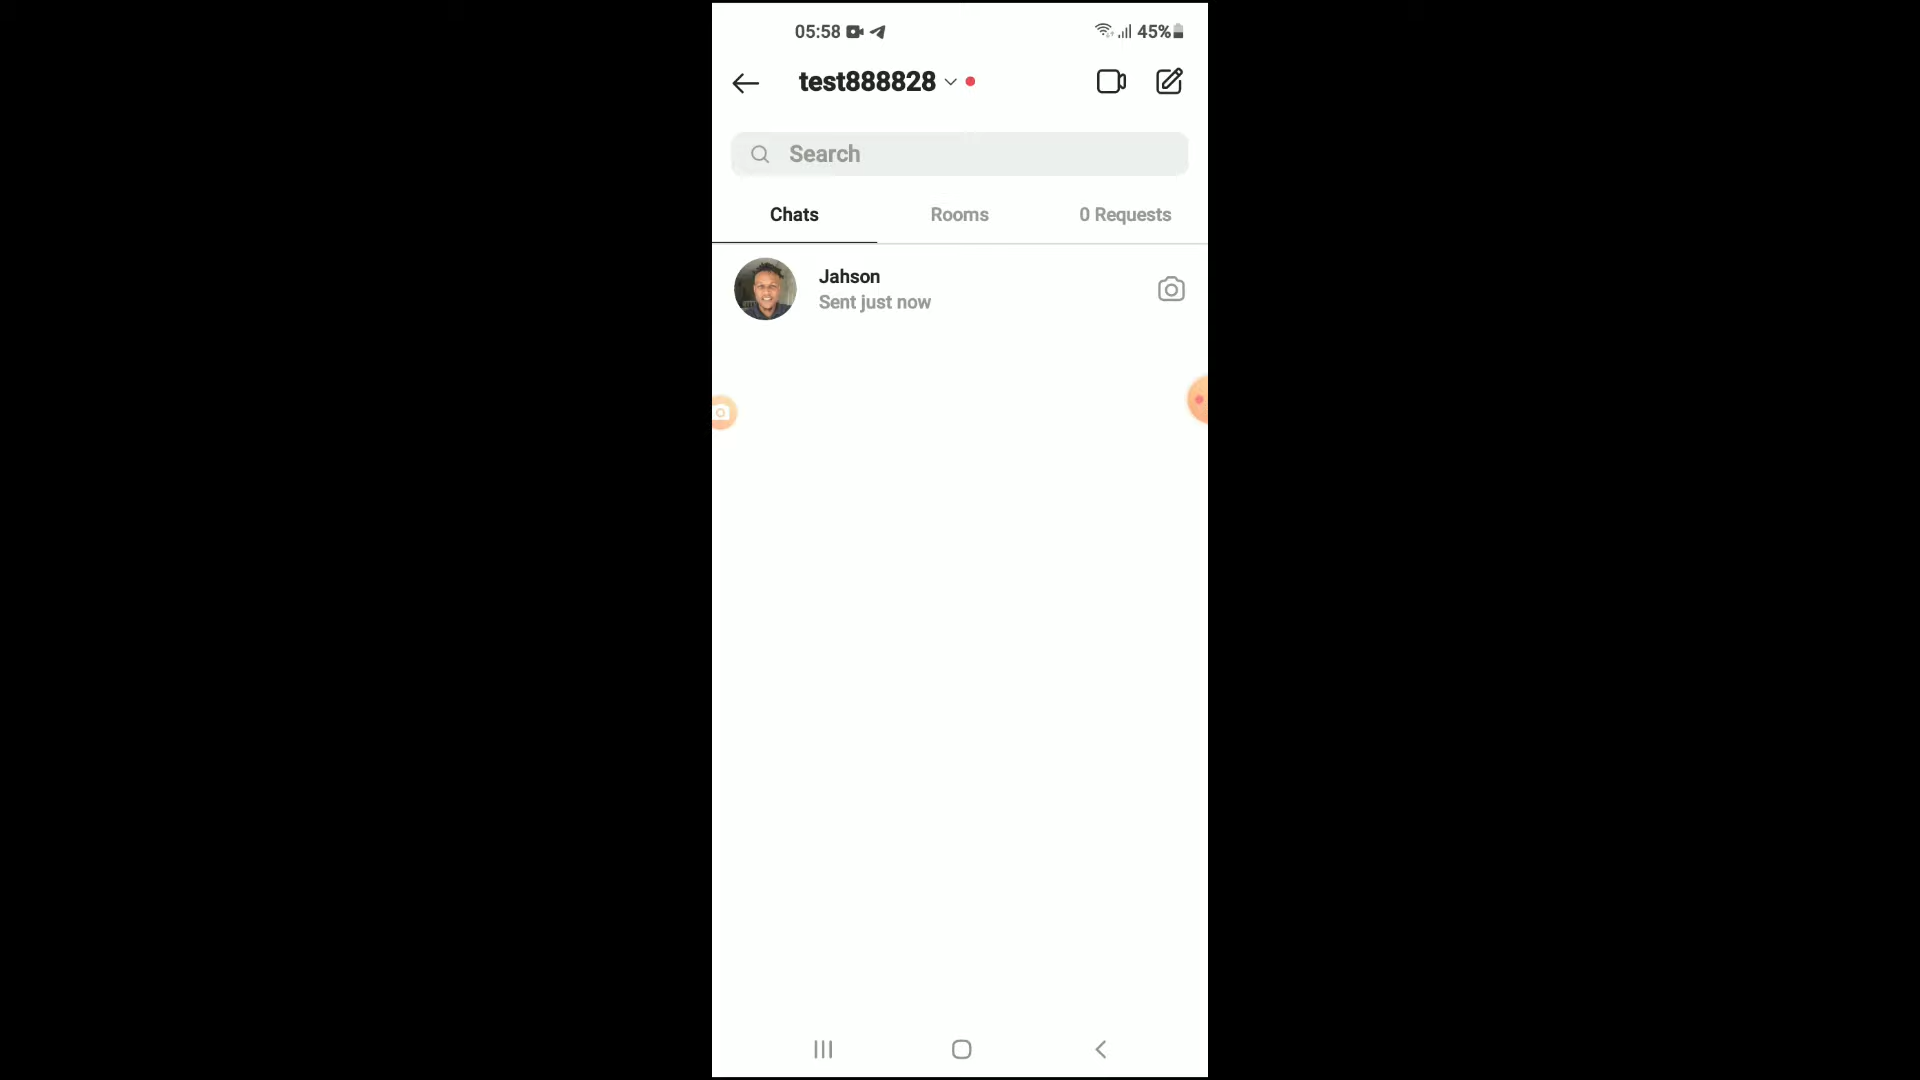 05:58 45%
test888828
Search
Chats Rooms 0 Requests
Jahson
Sent just now